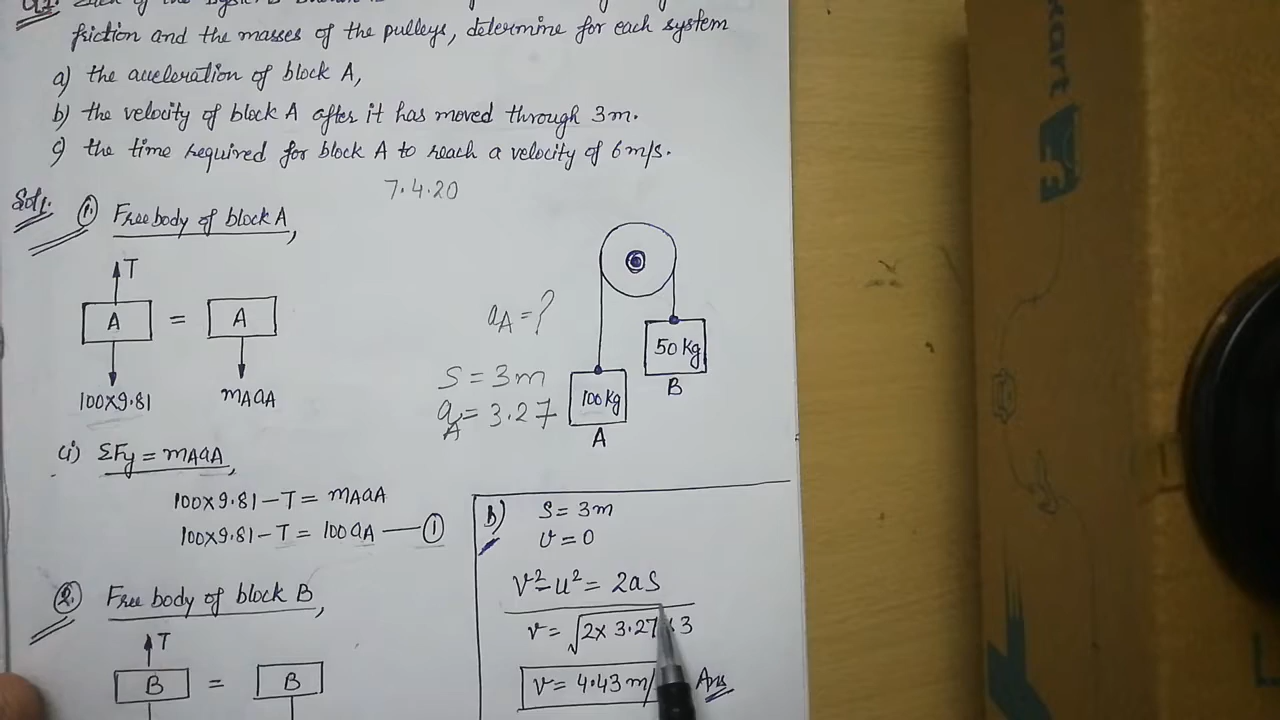 friction and the masses of the pulleys, determine for each system
a) the acceleration of block A,
b) the velocity of block A after it has moved through 3m.
c) the time required for block A to reach a velocity of 6 m/s.
7.4.20
Sol.
1. Free body of block A,
T
A = A
100×9.81
mAaA
aA = ?
S = 3m
aA = 3.27
50 Kg
B
100 Kg
A
(i) ΣFy = mAaA,
100×9.81 - T = mAaA
100×9.81 - T = 100 aA — 1
2. Free body of block B,
T
B = B
B) S = 3m
v = 0
v² - u² = 2as
v = √2× 3.27×3
v = 4.43 m/ Ans
kart